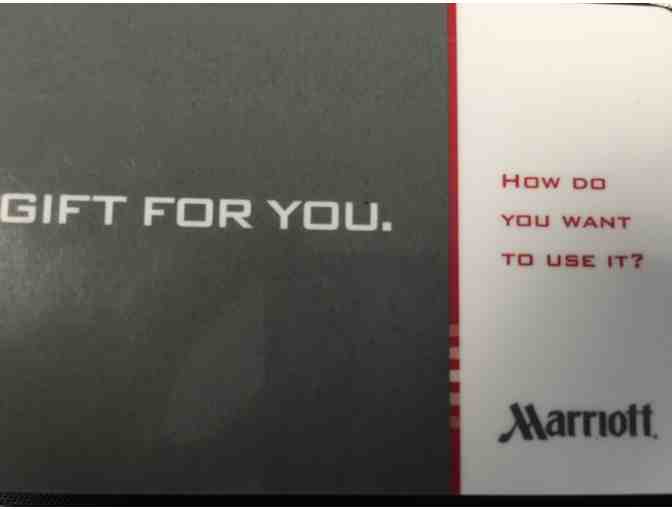 GIFT FOR YOU.
HOW DO
YOU WANT
TO USE IT?
Marriott